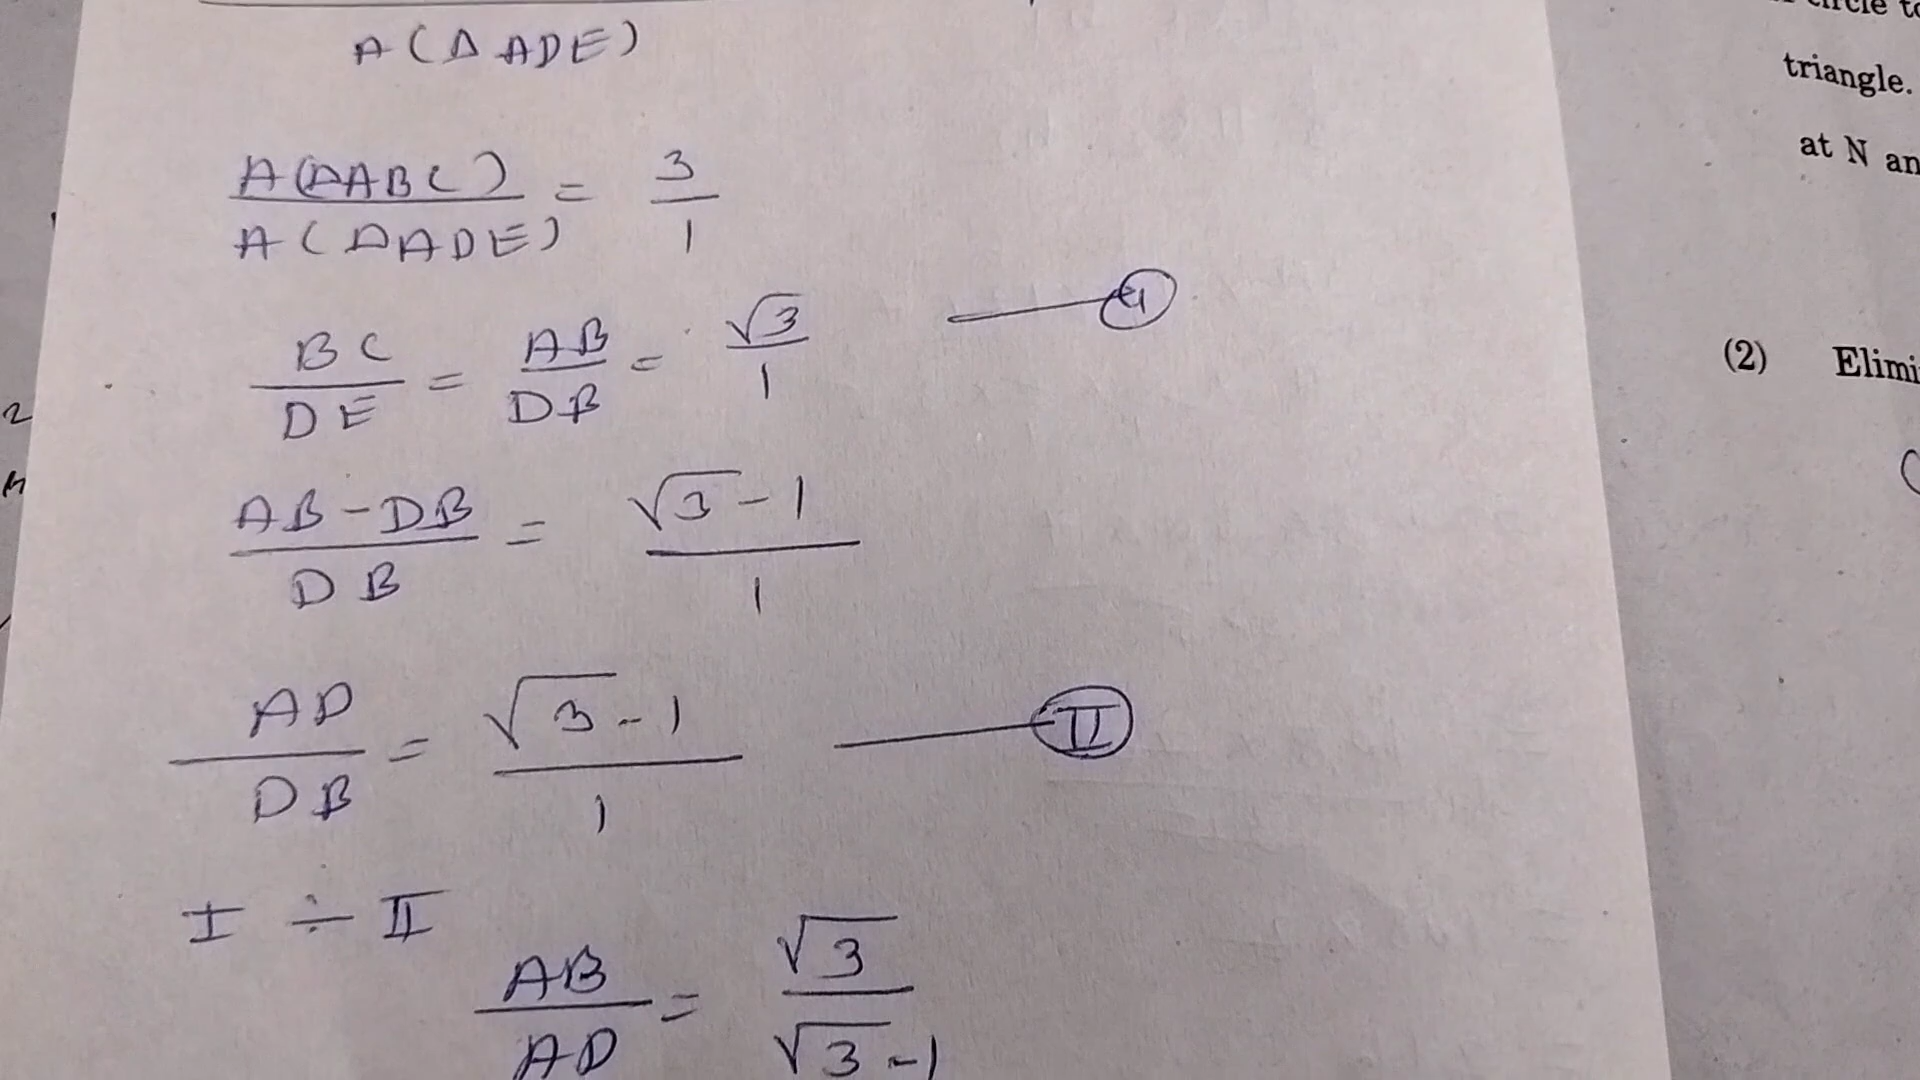 A(Δ ADE)
A(ΔABC) / A(ΔADE) = 3 / 1
BC / DE = AB / DB = √3 / 1
AB - DB / DB = √3 - 1 / 1
AD / DB = √3 - 1 / 1 — II
I ÷ II
AB / AD = √3 / √3 - 1
triangle.
at N an
(2) Elimi